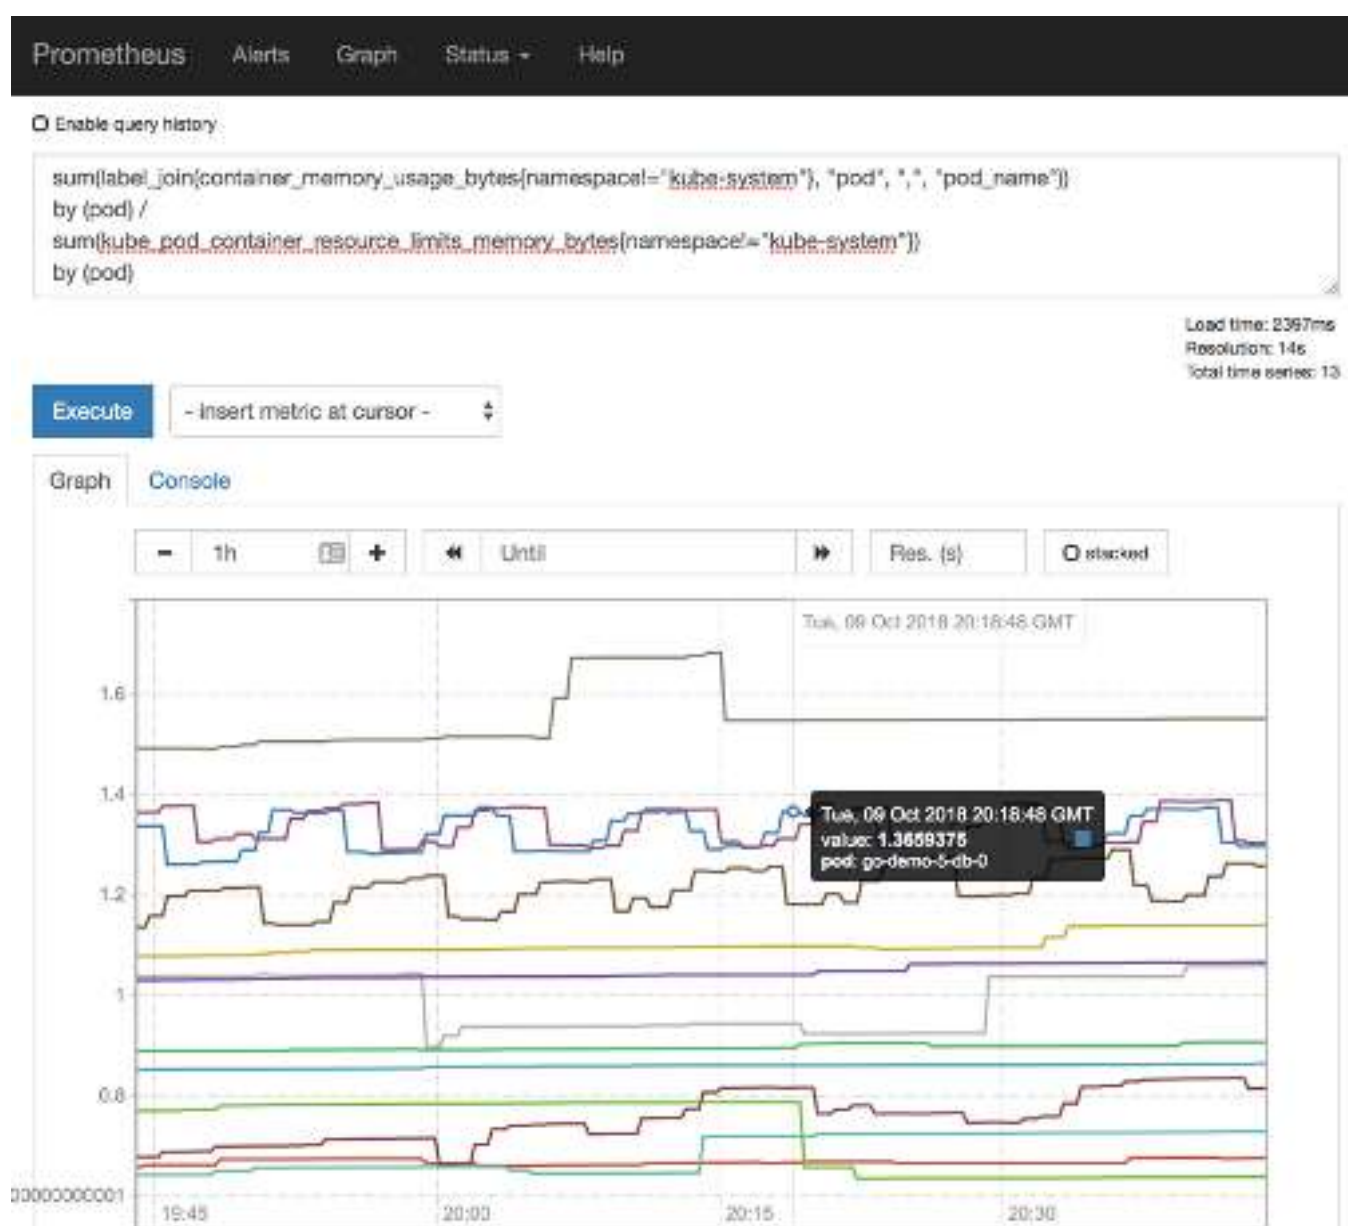 Prometheus Alerts Graph Status Help
Enable query history
sum(label_join(container_memory_usage_bytes{namespace!="kube-system"}, "pod", ",", "pod_name"))
by (pod) /
sum(kube_pod_container_resource_limits_memory_bytes{namespace!="kube-system"})
by (pod)
Load time: 2397ms
Resolution: 14s
Total time series: 13
Execute - insert metric at cursor -
Graph Console
- 1h + Until Res. (s) stacked
Tue, 09 Oct 2018 20:18:48 GMT
1.6
1.4
Tue, 09 Oct 2018 20:18:48 GMT
value: 1.3659375
pod: go-demo-5-db-0
1.2
1
0.8
00000000001
19:45 20:00 20:15 20:30